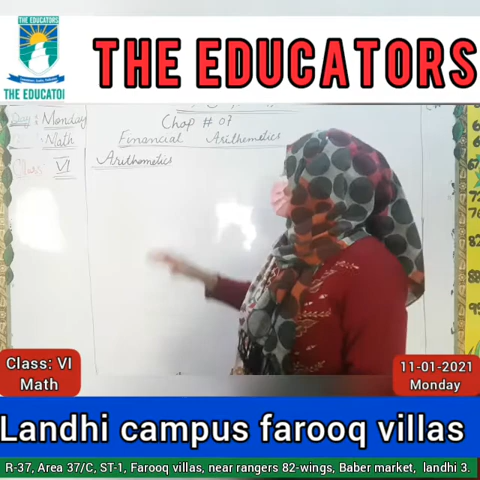 THE EDUCATORS
THE EDUCATOI
THE EDUCATORS
Day: Monday
Math
Class: VI
Chap # 07
Financial Arithmetics
Arithmetics
Class: VI
Math
11-01-2021
Monday
Landhi campus farooq villas
R-37, Area 37/C, ST-1, Farooq villas, near rangers 82-wings, Baber market, landhi 3.